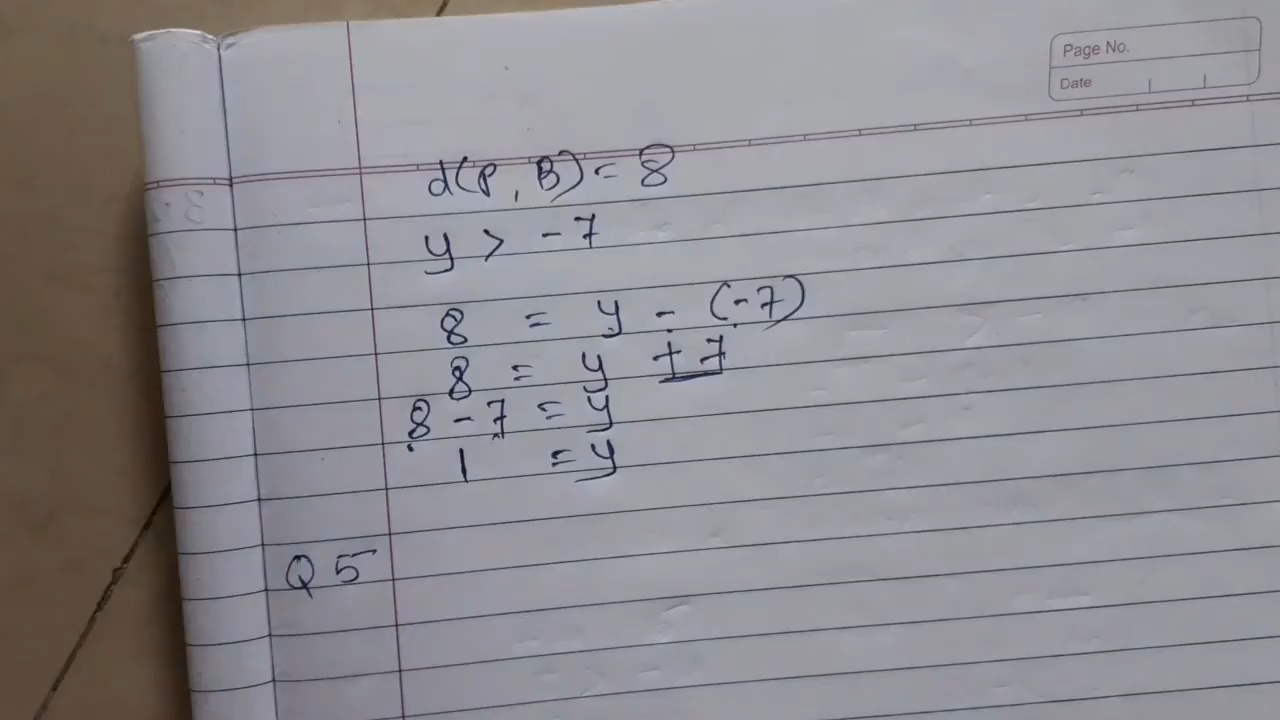 Page No.
Date
d(P, B) = 8
y > -7
8 = y - (-7)
8 = y + 7
8 - 7 = y
1 = y
Q 5